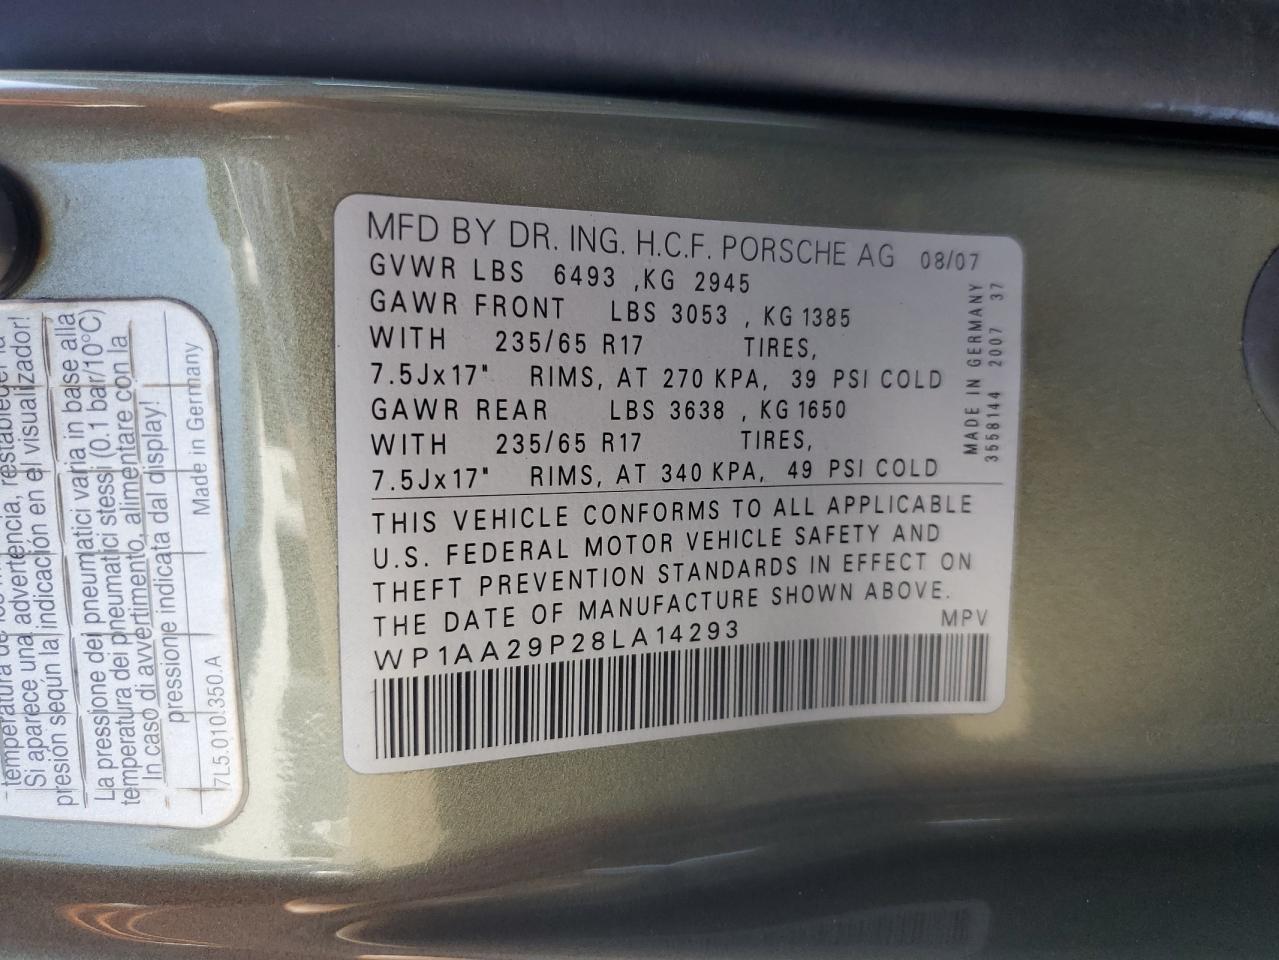 MFD BY DR. ING. H.C.F. PORSCHE AG 08/07
GVWR LBS 6493 ,KG 2945
GAWR FRONT LBS 3053 , KG 1385
WITH 235/65 R17 TIRES,
7.5Jx17" RIMS, AT 270 KPA, 39 PSI COLD
GAWR REAR LBS 3638 , KG 1650
WITH 235/65 R17 TIRES,
7.5Jx17" RIMS, AT 340 KPA, 49 PSI COLD
THIS VEHICLE CONFORMS TO ALL APPLICABLE
U.S. FEDERAL MOTOR VEHICLE SAFETY AND
THEFT PREVENTION STANDARDS IN EFFECT ON
THE DATE OF MANUFACTURE SHOWN ABOVE.
WP1AA29P28LA14293 MPV
MADE IN GERMANY
3558144 2007 37
Si aparece una advertencia, restablecer la
presión sequn la indicación en el visualizador!
La pressione dei pneumatici varia in base alla
temperatura dei pneumatici stessi (0.1 bar/10°C)
In caso di avvertimento, alimentare con la
pressione indicata dal display!
Made in Germany
7L5.010.350.A